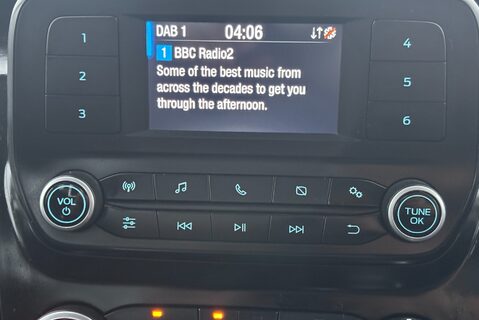 DAB 1 04:06
1 BBC Radio2
Some of the best music from
across the decades to get you
through the afternoon.
1
2
3
4
5
6
VOL
TUNE
OK